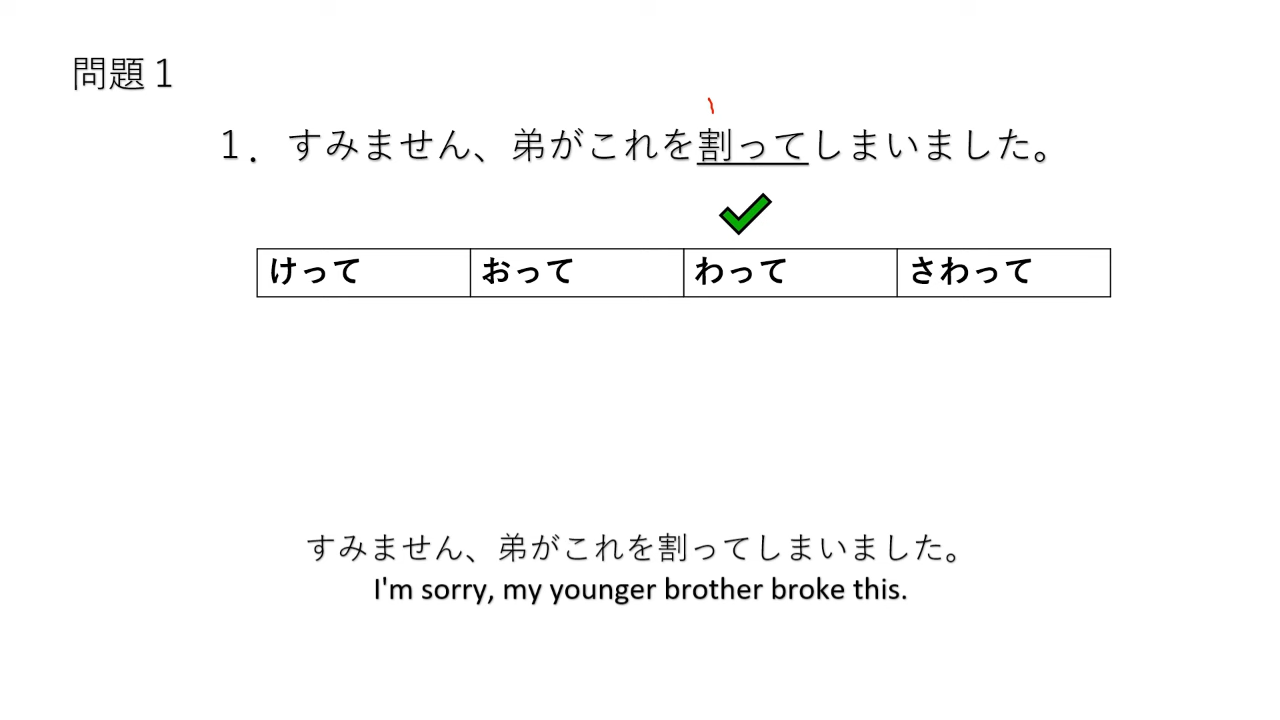 問題１
１．すみません、弟がこれを割ってしまいました。
けって おって わって さわって
すみません、弟がこれを割ってしまいました。
I'm sorry, my younger brother broke this.